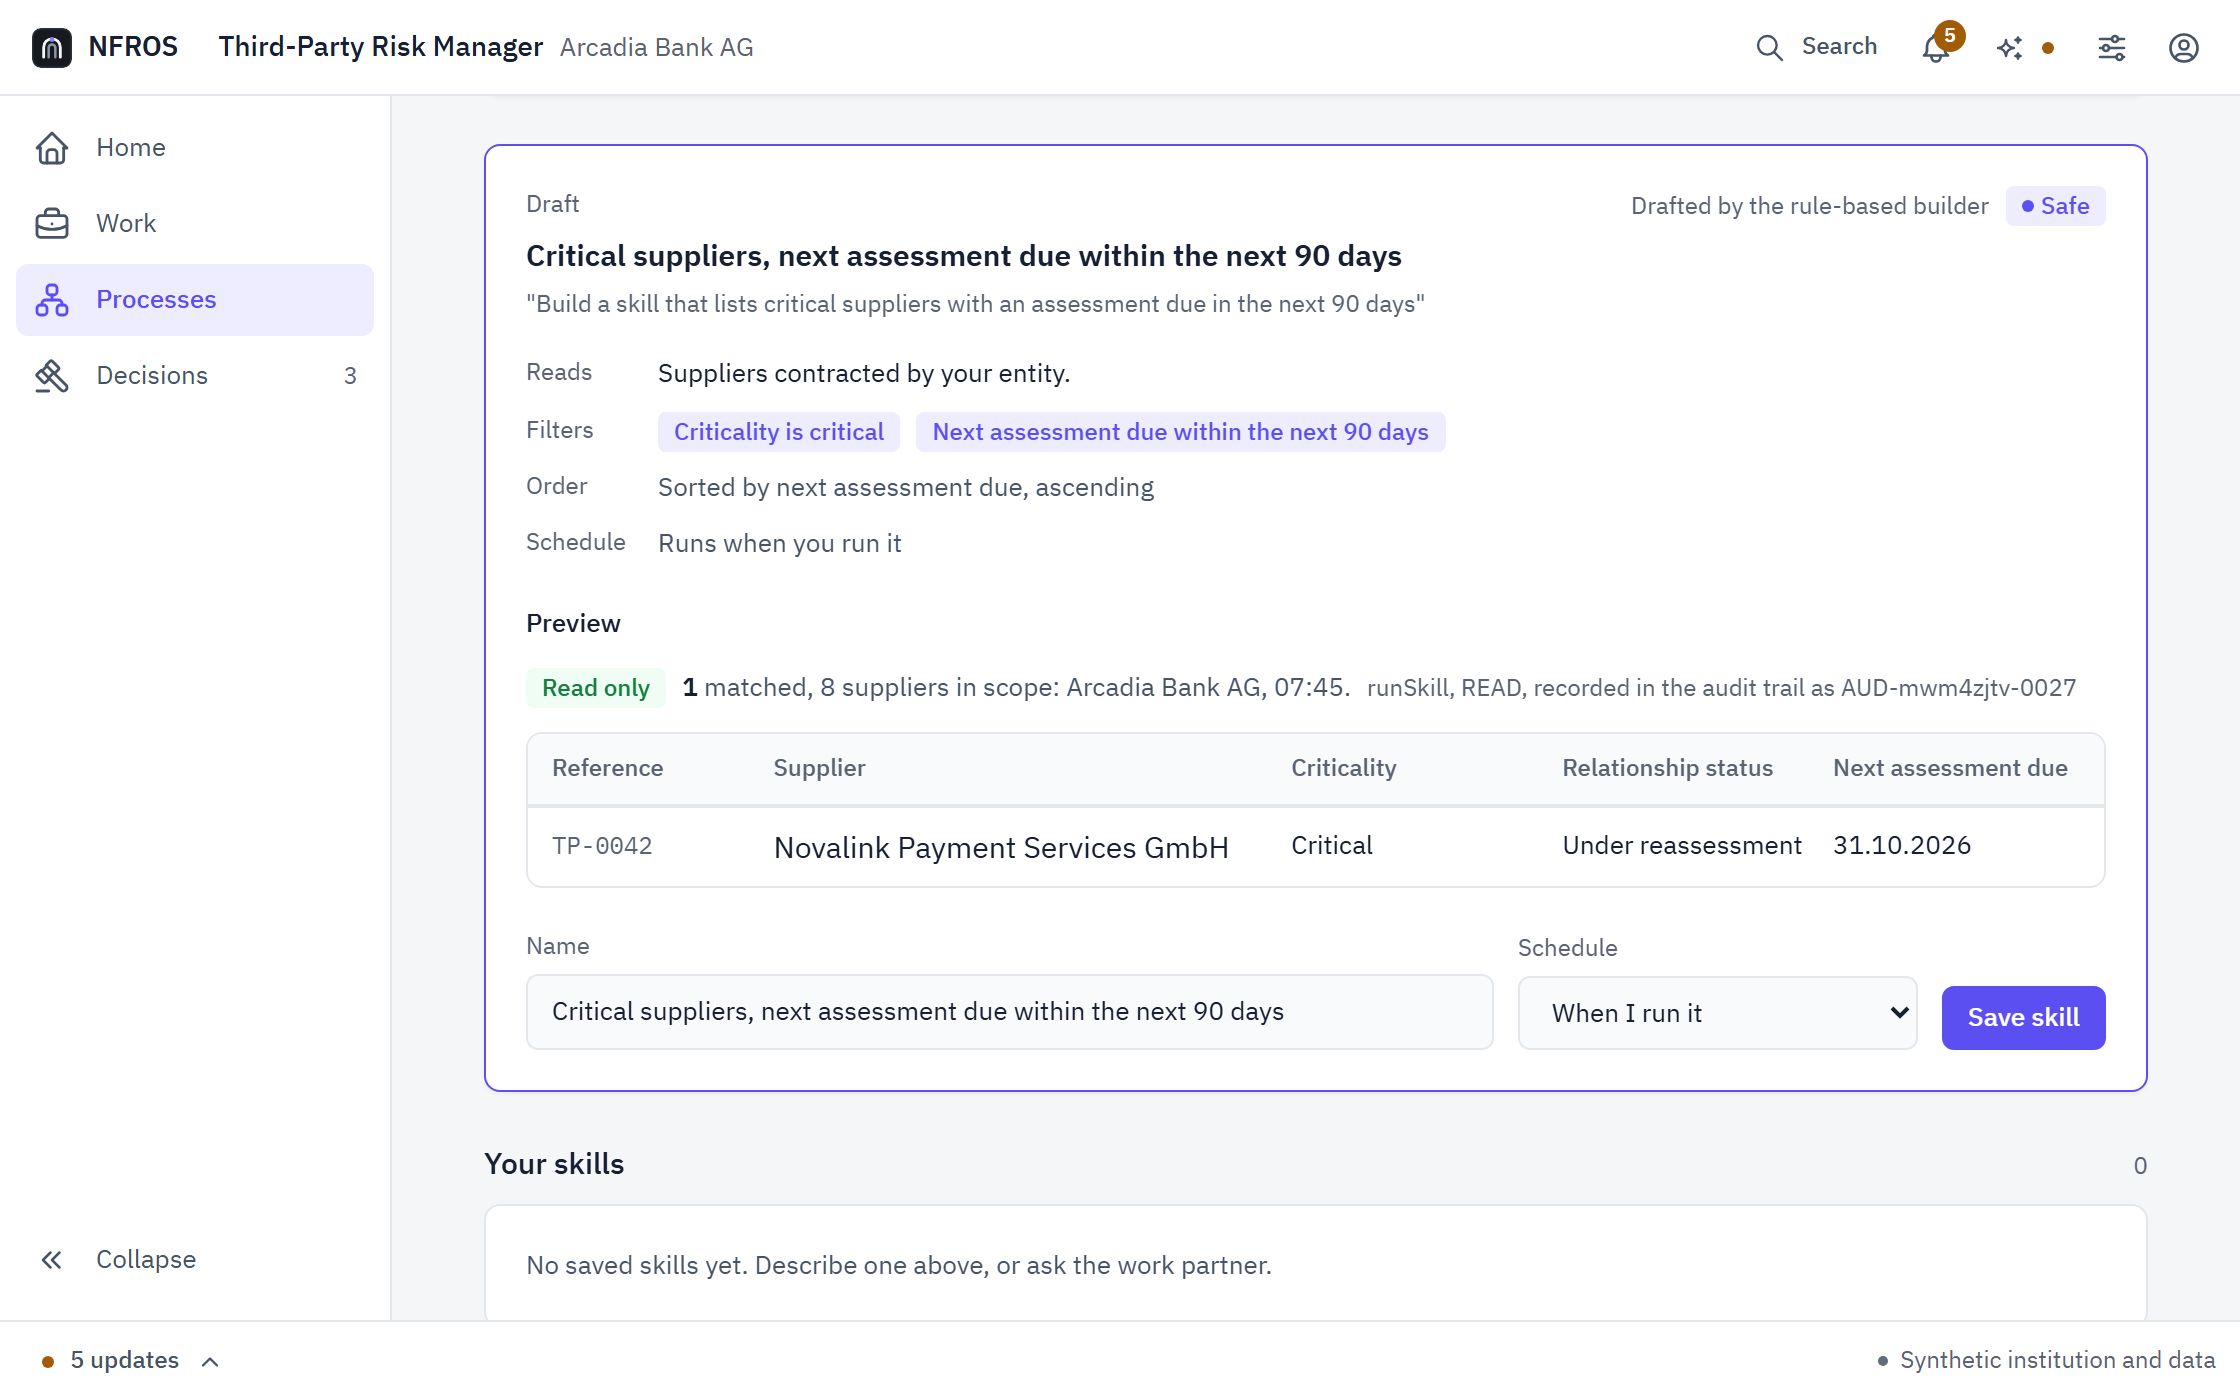 NFROS Third-Party Risk Manager Arcadia Bank AG Search 5
Home
Work
Processes
Decisions 3
Draft Drafted by the rule-based builder Safe
Critical suppliers, next assessment due within the next 90 days
"Build a skill that lists critical suppliers with an assessment due in the next 90 days"
Reads Suppliers contracted by your entity.
Filters Criticality is critical Next assessment due within the next 90 days
Order Sorted by next assessment due, ascending
Schedule Runs when you run it
Preview
Read only 1 matched, 8 suppliers in scope: Arcadia Bank AG, 07:45. runSkill, READ, recorded in the audit trail as AUD-mwm4zjtv-0027
Reference Supplier Criticality Relationship status Next assessment due
TP-0042 Novalink Payment Services GmbH Critical Under reassessment 31.10.2026
Name Schedule
Critical suppliers, next assessment due within the next 90 days When I run it Save skill
Your skills 0
No saved skills yet. Describe one above, or ask the work partner.
Collapse
5 updates Synthetic institution and data